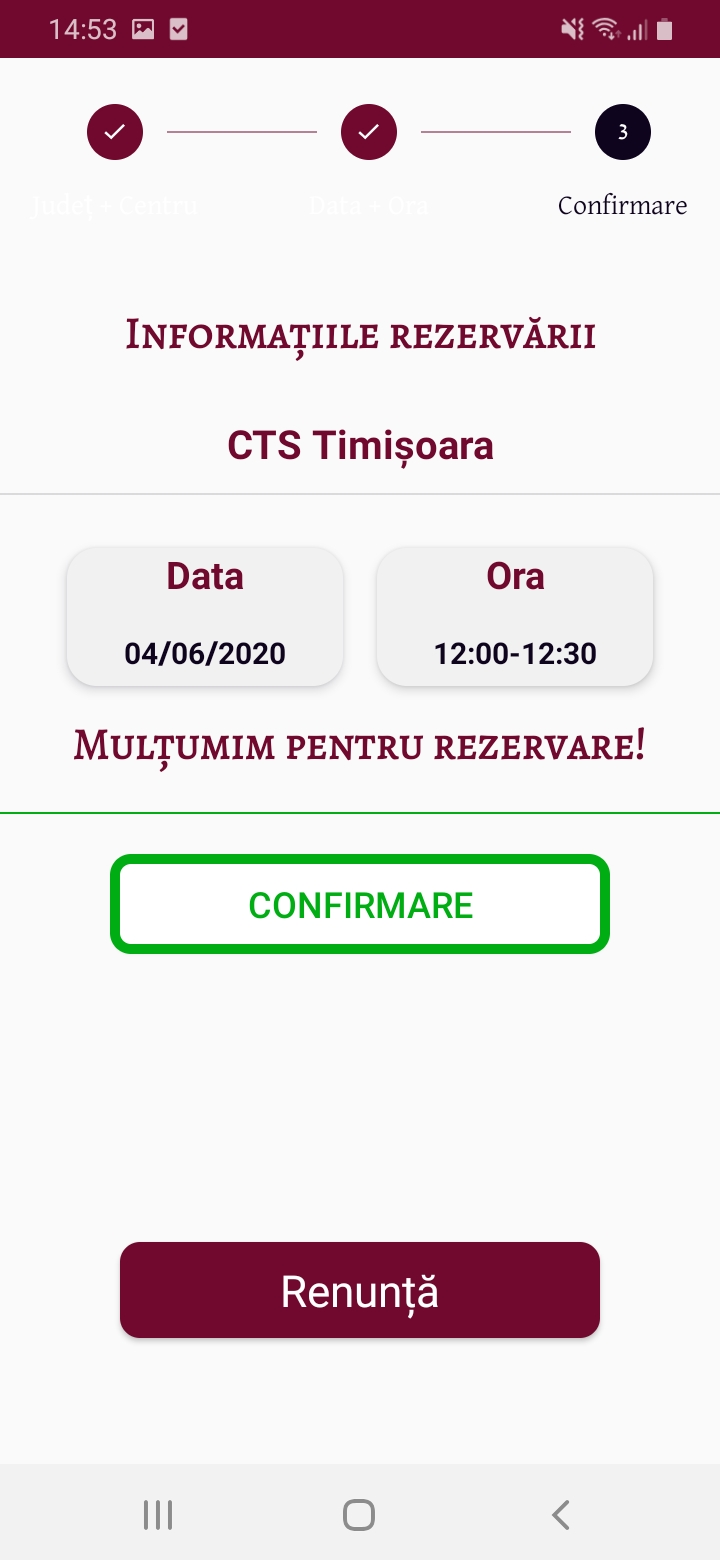 14:53
3
Județ + Centru
Data + Ora
Confirmare
Informațiile rezervării
CTS Timișoara
Data
Ora
04/06/2020
12:00-12:30
Mulțumim pentru rezervare!
CONFIRMARE
Renunță